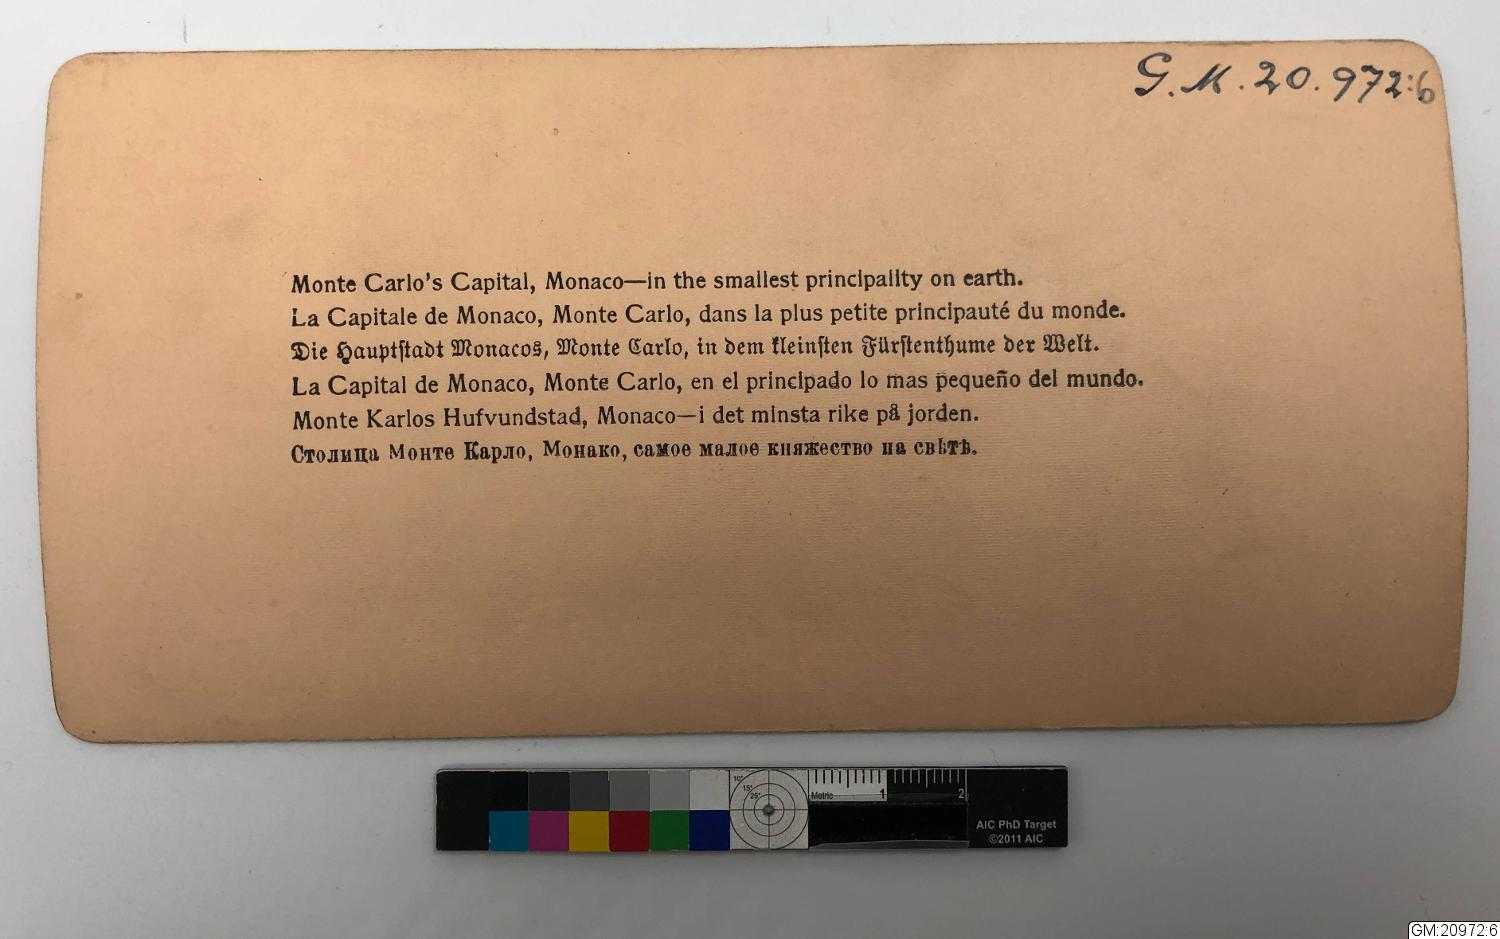 G.M.20.972:6
Monte Carlo's Capital, Monaco—in the smallest principality on earth.
La Capitale de Monaco, Monte Carlo, dans la plus petite principauté du monde.
Die Hauptstadt Monacos, Monte Carlo, in dem kleinsten Fürstenthume der Welt.
La Capital de Monaco, Monte Carlo, en el principado lo mas pequeño del mundo.
Monte Karlos Hufvundstad, Monaco—i det minsta rike på jorden.
Столица Монте Карло, Монако, самое малое княжество на свѣтѣ.
10°
15°
25°
Metric 1 2
AIC PhD Target
©2011 AIC
GM:20972:6